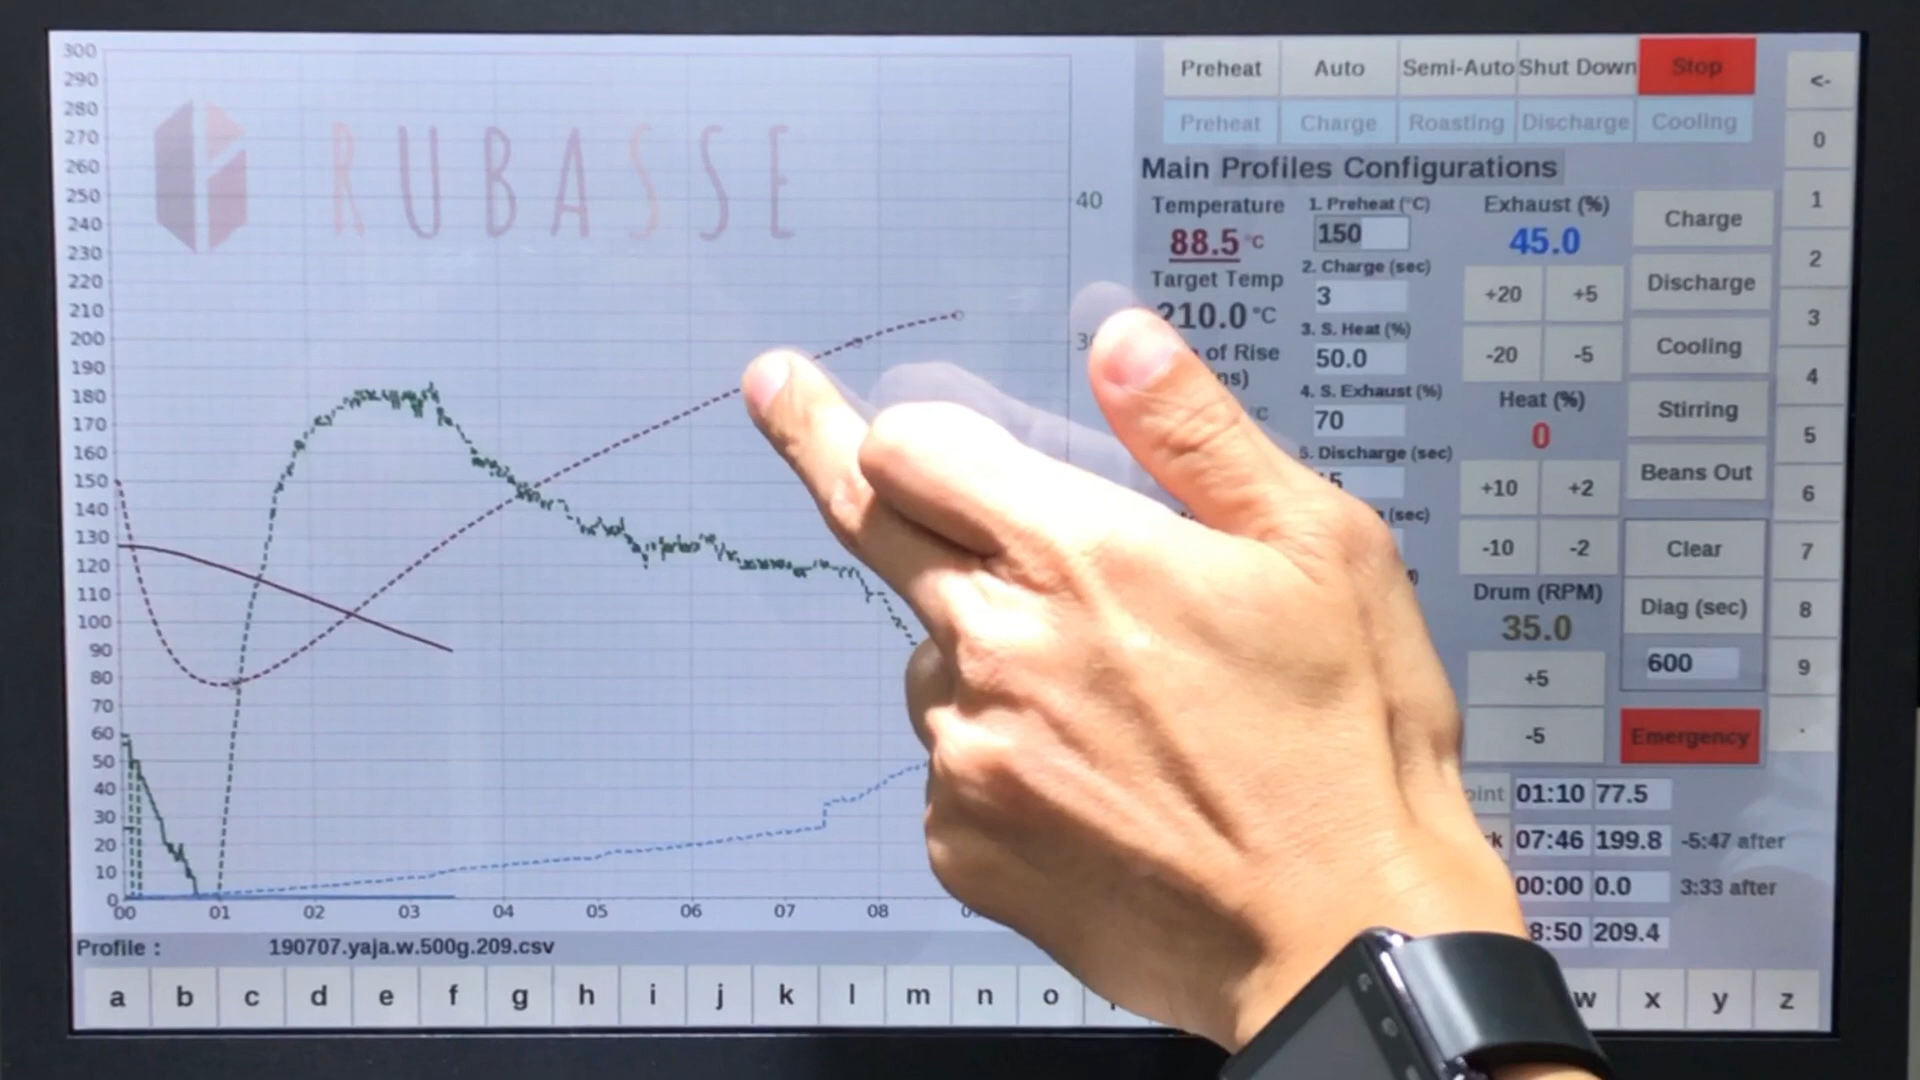 RUBASSE
300
290
280
270
260
250
240
230
220
210
200
190
180
170
160
150
140
130
120
110
100
90
80
70
60
50
40
30
20
10
0
00 01 02 03 04 05 06 07 08
40
Preheat Auto Semi-Auto Shut Down Stop
Preheat Charge Roasting Discharge Cooling
Main Profiles Configurations
Temperature
88.5 °C
Target Temp
210.0 °C
of Rise
1. Preheat (°C)
150
2. Charge (sec)
3
3. S. Heat (%)
50.0
4. S. Exhaust (%)
70
5. Discharge (sec)
(sec)
Exhaust (%)
45.0
+20 +5
-20 -5
Heat (%)
0
+10 +2
-10 -2
Drum (RPM)
35.0
+5
-5
Charge
Discharge
Cooling
Stirring
Beans Out
Clear
Diag (sec)
600
Emergency
01:10 77.5
07:46 199.8 -5:47 after
00:00 0.0 3:33 after
8:50 209.4
<-
0
1
2
3
4
5
6
7
8
9
.
Profile : 190707.yaja.w.500g.209.csv
a b c d e f g h i j k l m n o w x y z